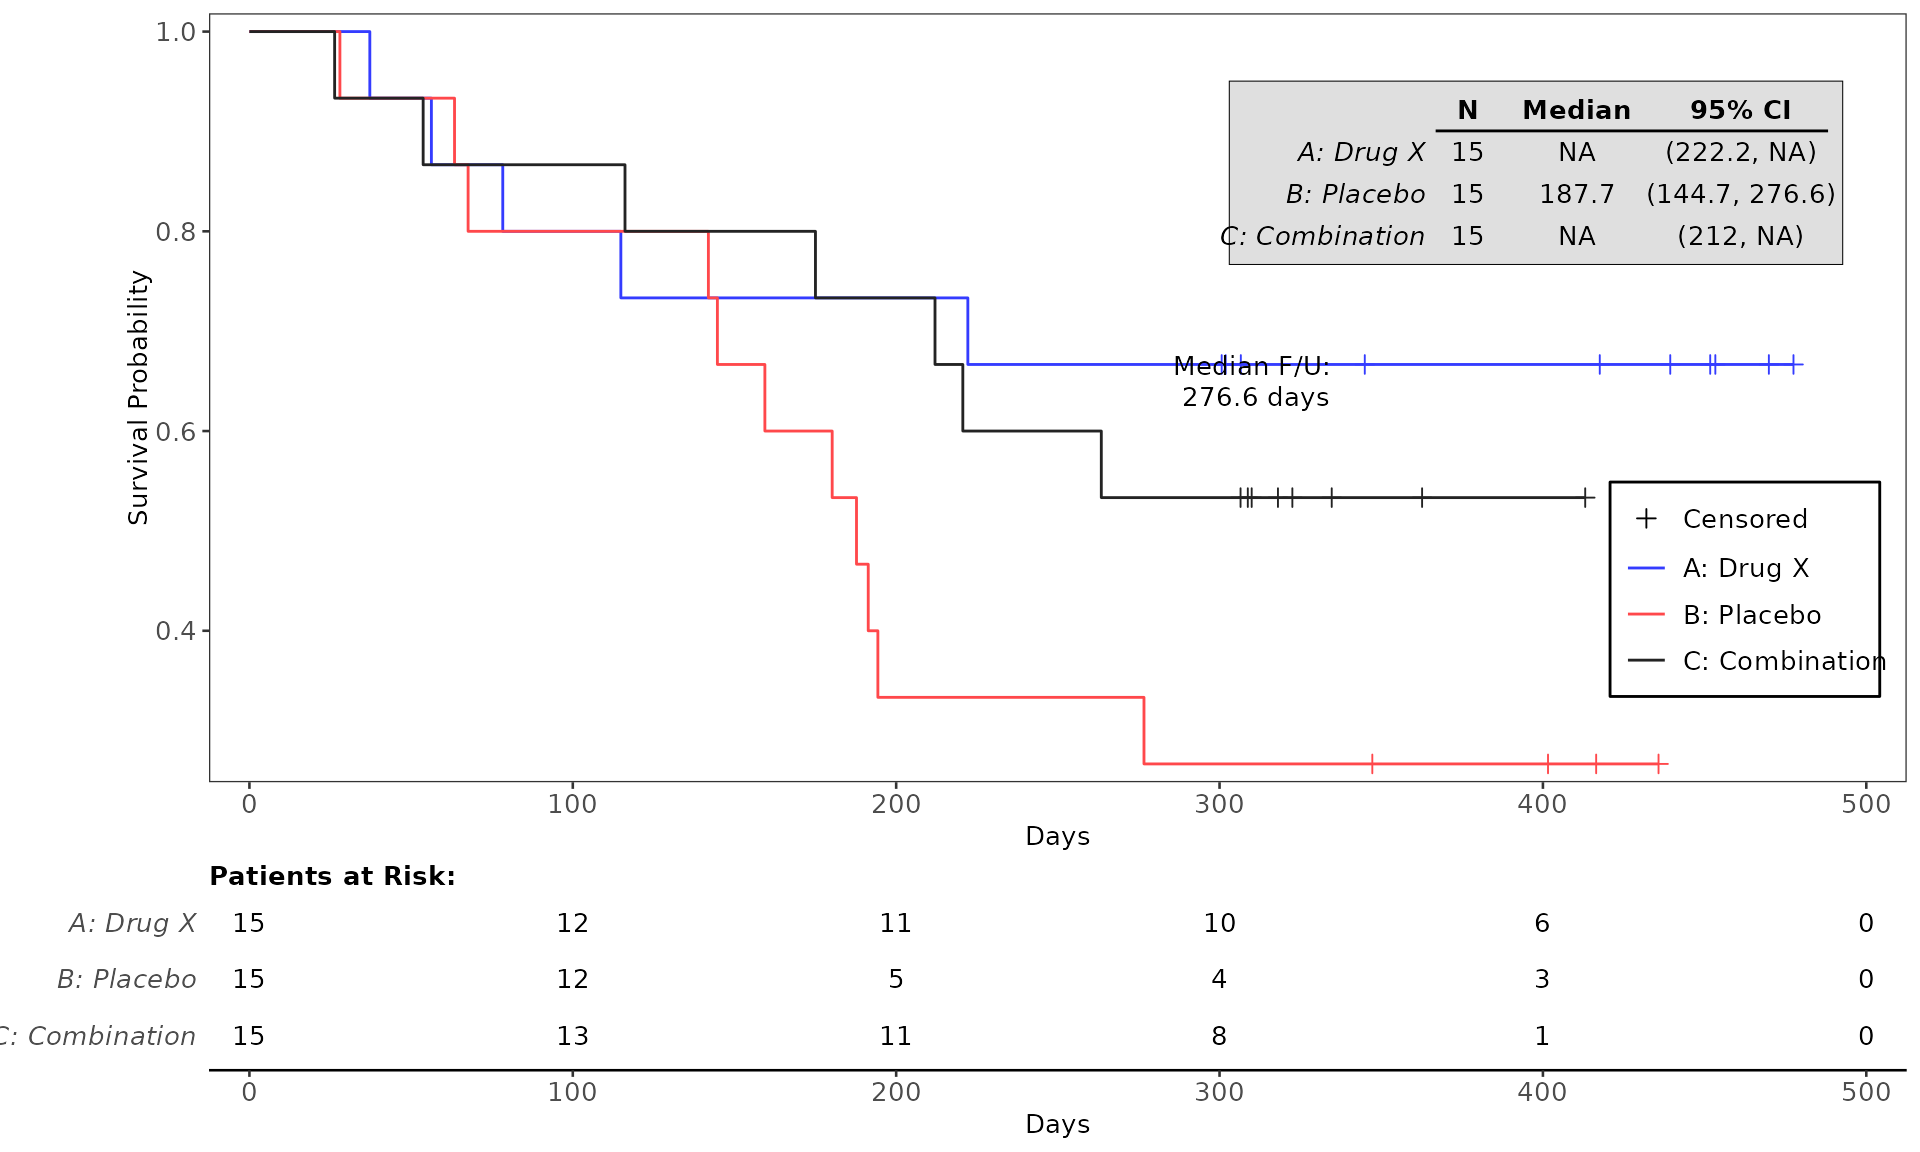 1.0
0.8
0.6
0.4
Survival Probability
N Median 95% CI
A: Drug X 15 NA (222.2, NA)
B: Placebo 15 187.7 (144.7, 276.6)
C: Combination 15 NA (212, NA)
Median F/U:
276.6 days
Censored
A: Drug X
B: Placebo
C: Combination
0 100 200 300 400 500
Days
Patients at Risk:
A: Drug X 15 12 11 10 6 0
B: Placebo 15 12 5 4 3 0
C: Combination 15 13 11 8 1 0
0 100 200 300 400 500
Days